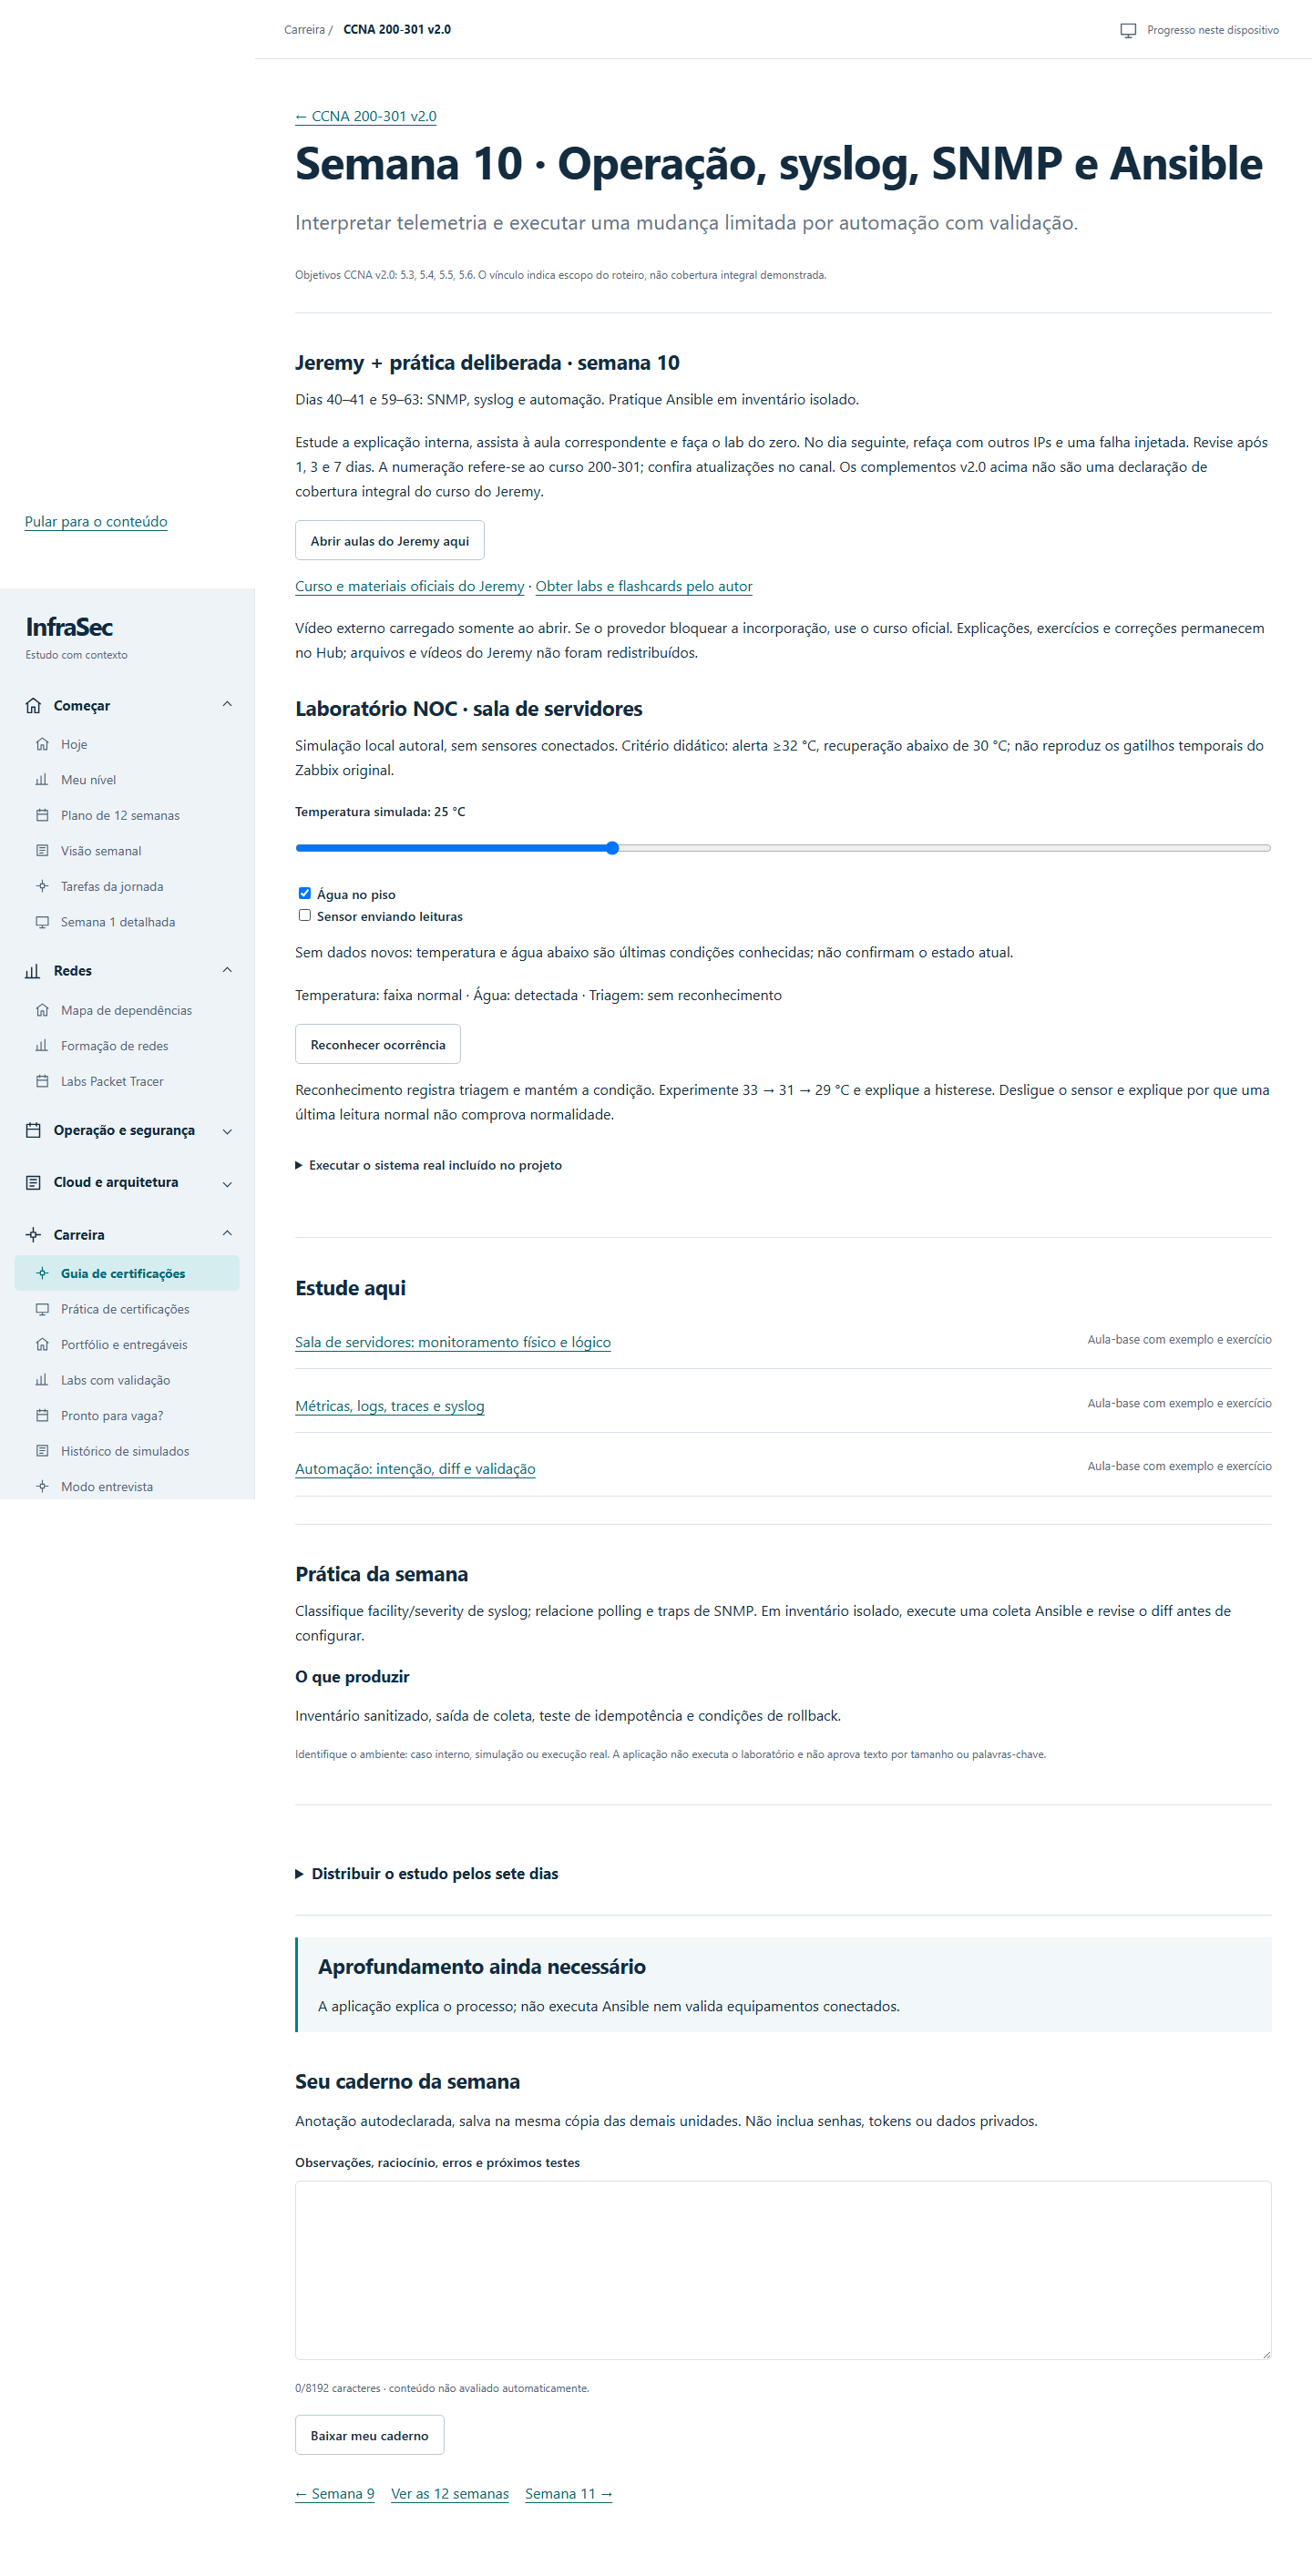 Carreira / CCNA 200-301 v2.0
Progresso neste dispositivo
← CCNA 200-301 v2.0
Semana 10 · Operação, syslog, SNMP e Ansible
Interpretar telemetria e executar uma mudança limitada por automação com validação.
Objetivos CCNA v2.0: 5.3, 5.4, 5.5, 5.6. O vínculo indica escopo do roteiro, não cobertura integral demonstrada.
Jeremy + prática deliberada · semana 10
Dias 40–41 e 59–63: SNMP, syslog e automação. Pratique Ansible em inventário isolado.
Estude a explicação interna, assista à aula correspondente e faça o lab do zero. No dia seguinte, refaça com outros IPs e uma falha injetada. Revise após
1, 3 e 7 dias. A numeração refere-se ao curso 200-301; confira atualizações no canal. Os complementos v2.0 acima não são uma declaração de
cobertura integral do curso do Jeremy.
Abrir aulas do Jeremy aqui
Curso e materiais oficiais do Jeremy · Obter labs e flashcards pelo autor
Vídeo externo carregado somente ao abrir. Se o provedor bloquear a incorporação, use o curso oficial. Explicações, exercícios e correções permanecem
no Hub; arquivos e vídeos do Jeremy não foram redistribuídos.
Laboratório NOC · sala de servidores
Simulação local autoral, sem sensores conectados. Critério didático: alerta ≥32 °C, recuperação abaixo de 30 °C; não reproduz os gatilhos temporais do
Zabbix original.
Temperatura simulada: 25 °C
Água no piso
Sensor enviando leituras
Sem dados novos: temperatura e água abaixo são últimas condições conhecidas; não confirmam o estado atual.
Temperatura: faixa normal · Água: detectada · Triagem: sem reconhecimento
Reconhecer ocorrência
Reconhecimento registra triagem e mantém a condição. Experimente 33 → 31 → 29 °C e explique a histerese. Desligue o sensor e explique por que uma
última leitura normal não comprova normalidade.
Executar o sistema real incluído no projeto
Estude aqui
Sala de servidores: monitoramento físico e lógico
Aula-base com exemplo e exercício
Métricas, logs, traces e syslog
Aula-base com exemplo e exercício
Automação: intenção, diff e validação
Aula-base com exemplo e exercício
Prática da semana
Classifique facility/severity de syslog; relacione polling e traps de SNMP. Em inventário isolado, execute uma coleta Ansible e revise o diff antes de
configurar.
O que produzir
Inventário sanitizado, saída de coleta, teste de idempotência e condições de rollback.
Identifique o ambiente: caso interno, simulação ou execução real. A aplicação não executa o laboratório e não aprova texto por tamanho ou palavras-chave.
Distribuir o estudo pelos sete dias
Aprofundamento ainda necessário
A aplicação explica o processo; não executa Ansible nem valida equipamentos conectados.
Seu caderno da semana
Anotação autodeclarada, salva na mesma cópia das demais unidades. Não inclua senhas, tokens ou dados privados.
Observações, raciocínio, erros e próximos testes
0/8192 caracteres · conteúdo não avaliado automaticamente.
Baixar meu caderno
← Semana 9 Ver as 12 semanas Semana 11 →
Pular para o conteúdo
InfraSec
Estudo com contexto
Começar
Hoje
Meu nível
Plano de 12 semanas
Visão semanal
Tarefas da jornada
Semana 1 detalhada
Redes
Mapa de dependências
Formação de redes
Labs Packet Tracer
Operação e segurança
Cloud e arquitetura
Carreira
Guia de certificações
Prática de certificações
Portfólio e entregáveis
Labs com validação
Pronto para vaga?
Histórico de simulados
Modo entrevista